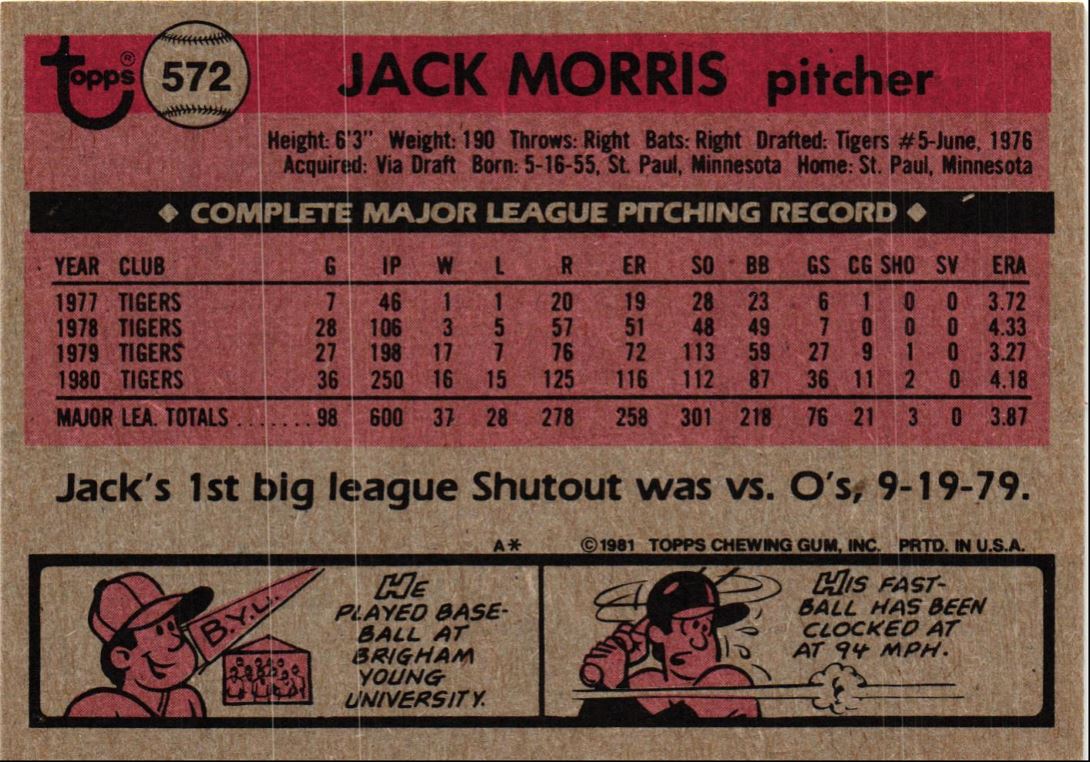 Topps® 572 JACK MORRIS pitcher
Height: 6'3" Weight: 190 Throws: Right Bats: Right Drafted: Tigers #5-June, 1976
Acquired: Via Draft Born: 5-16-55, St. Paul, Minnesota Home: St. Paul, Minnesota
◆ COMPLETE MAJOR LEAGUE PITCHING RECORD ◆
YEAR CLUB G IP W L R ER SO BB GS CG SHO SV ERA
1977 TIGERS 7 46 1 1 20 19 28 23 6 1 0 0 3.72
1978 TIGERS 28 106 3 5 57 51 48 49 7 0 0 0 4.33
1979 TIGERS 27 198 17 7 76 72 113 59 27 9 1 0 3.27
1980 TIGERS 36 250 16 15 125 116 112 87 36 11 2 0 4.18
MAJOR LEA. TOTALS ....... 98 600 37 28 278 258 301 218 76 21 3 0 3.87
Jack's 1st big league Shutout was vs. O's, 9-19-79.
A* ©1981 TOPPS CHEWING GUM, INC. PRTD. IN U.S.A.
B.Y.U.
HE
PLAYED BASE-
BALL AT
BRIGHAM
YOUNG
UNIVERSITY.
HIS FAST-
BALL HAS BEEN
CLOCKED AT
AT 94 MPH.